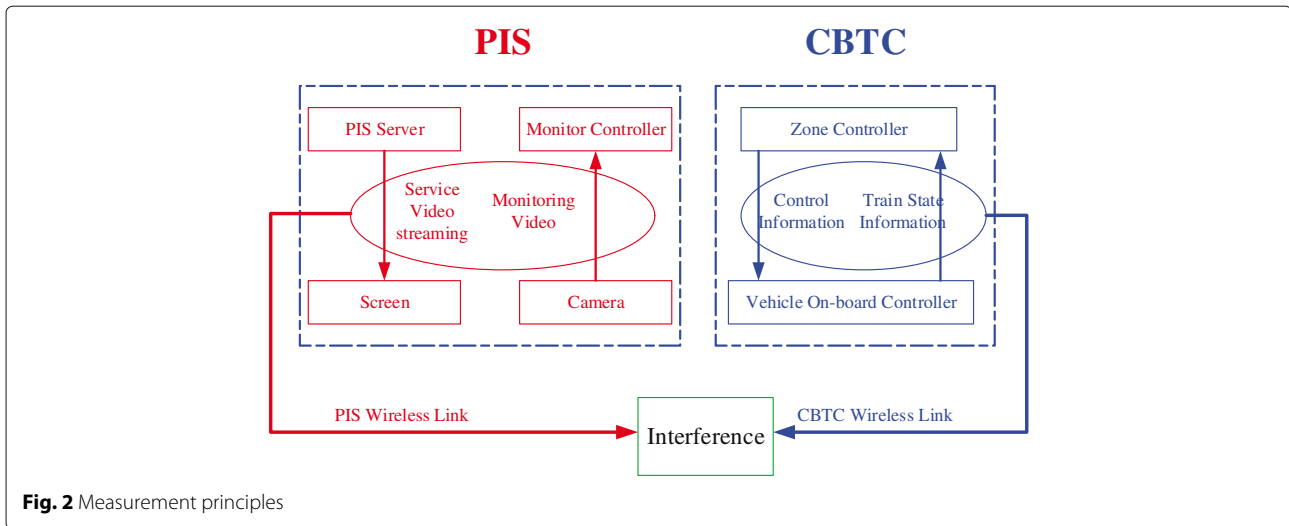 PIS
CBTC
PIS Server
Monitor Controller
Zone Controller
Service
Video
streaming
Monitoring
Video
Control
Information
Train State
Information
Screen
Camera
Vehicle On-board Controller
PIS Wireless Link
CBTC Wireless Link
Interference
Fig. 2 Measurement principles